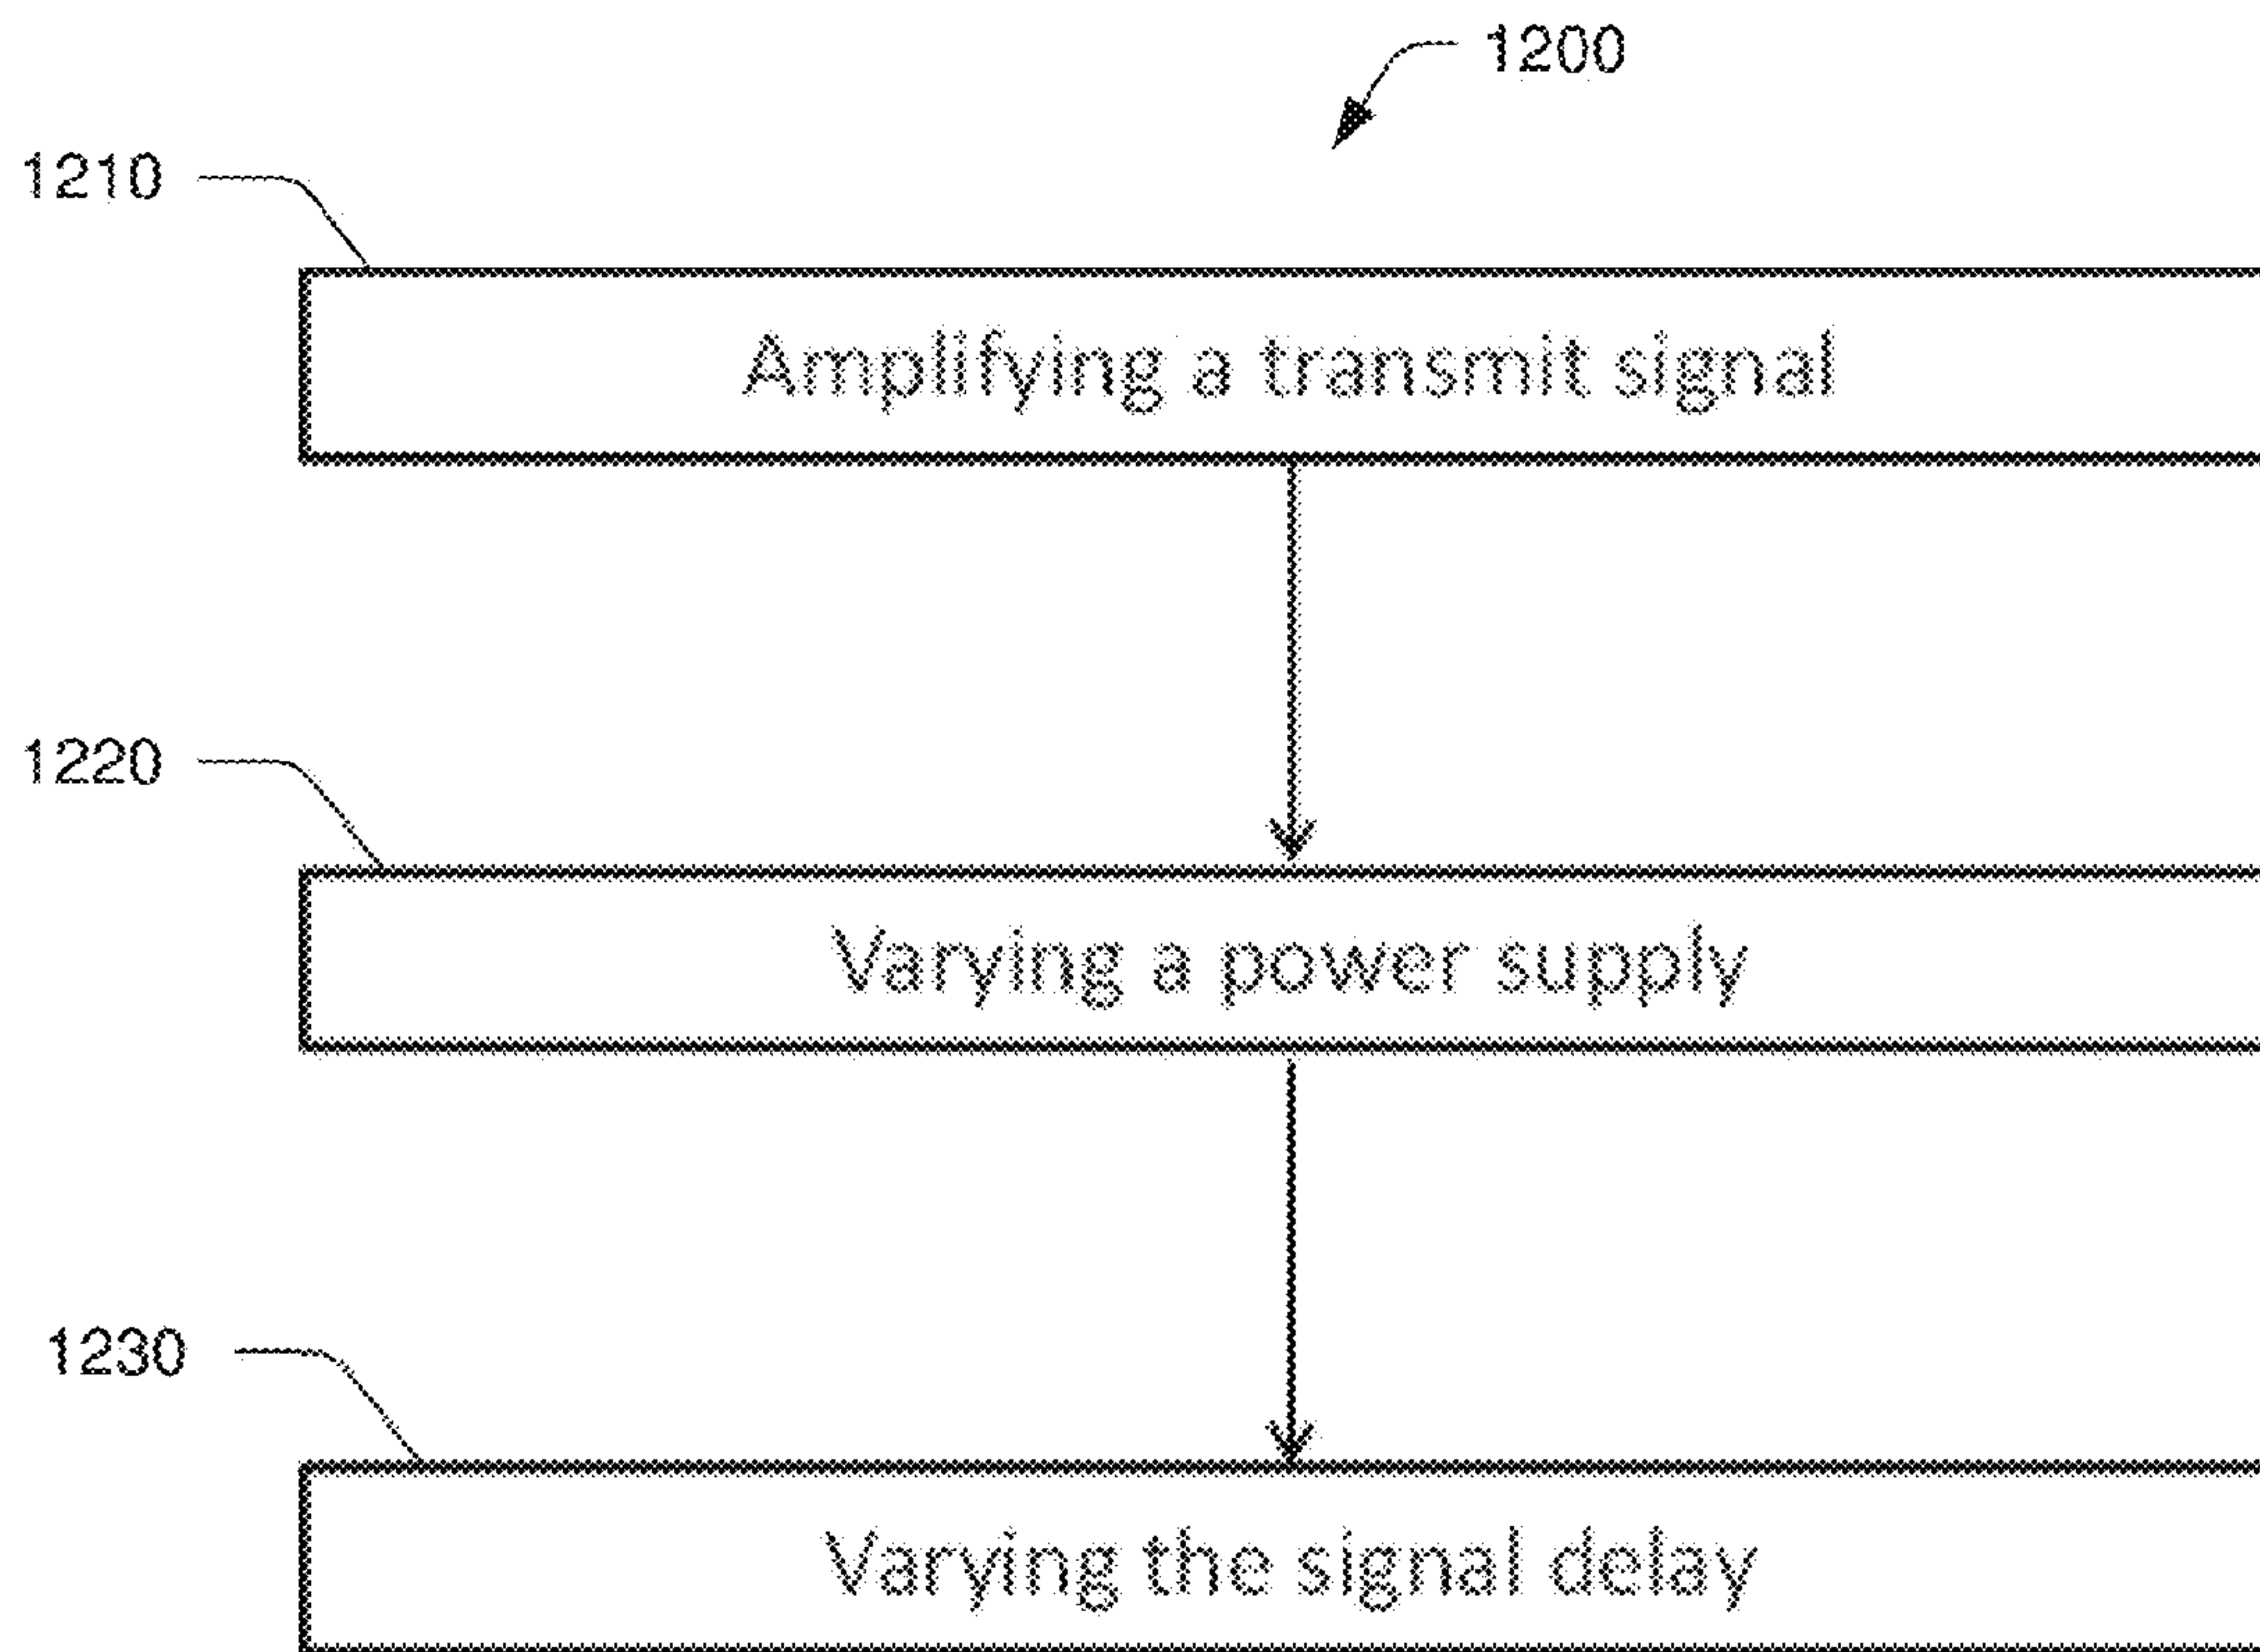 1200
1210
Amplifying a transmit signal
1220
Varying a power supply
1230
Varying the signal delay